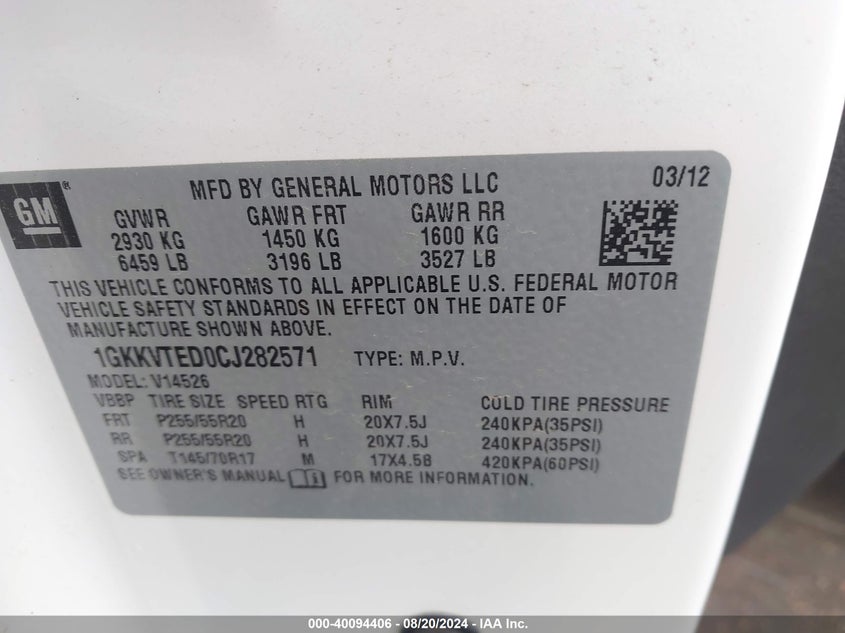 GM®
MFD BY GENERAL MOTORS LLC 03/12
GVWR GAWR FRT GAWR RR
2930 KG 1450 KG 1600 KG
6459 LB 3196 LB 3527 LB
THIS VEHICLE CONFORMS TO ALL APPLICABLE U.S. FEDERAL MOTOR
VEHICLE SAFETY STANDARDS IN EFFECT ON THE DATE OF
MANUFACTURE SHOWN ABOVE.
1GKKVTED0CJ282571 TYPE: M.P.V.
MODEL: V14526
VBBP TIRE SIZE SPEED RTG RIM COLD TIRE PRESSURE
FRT P255/55R20 H 20X7.5J 240KPA(35PSI)
RR P255/55R20 H 20X7.5J 240KPA(35PSI)
SPA T145/70R17 M 17X4.5B 420KPA(60PSI)
SEE OWNER'S MANUAL i FOR MORE INFORMATION.
000-40094406 - 08/20/2024 - IAA Inc.